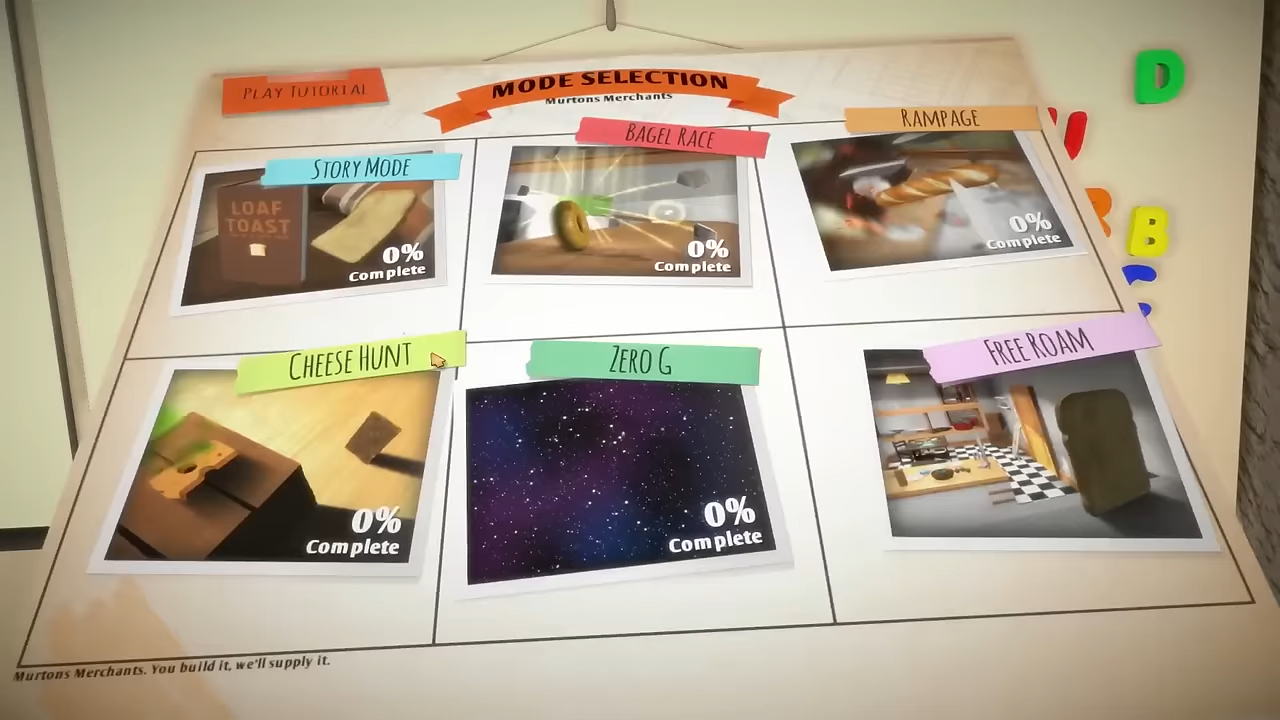 PLAY TUTORIAL
MODE SELECTION
Murtons Merchants
STORY MODE
BAGEL RACE
RAMPAGE
LOAF
TOAST
0%
Complete
0%
Complete
0%
Complete
CHEESE HUNT
ZERO G
FREE ROAM
0%
Complete
0%
Complete
Murtons Merchants. You build it, we'll supply it.
D
B